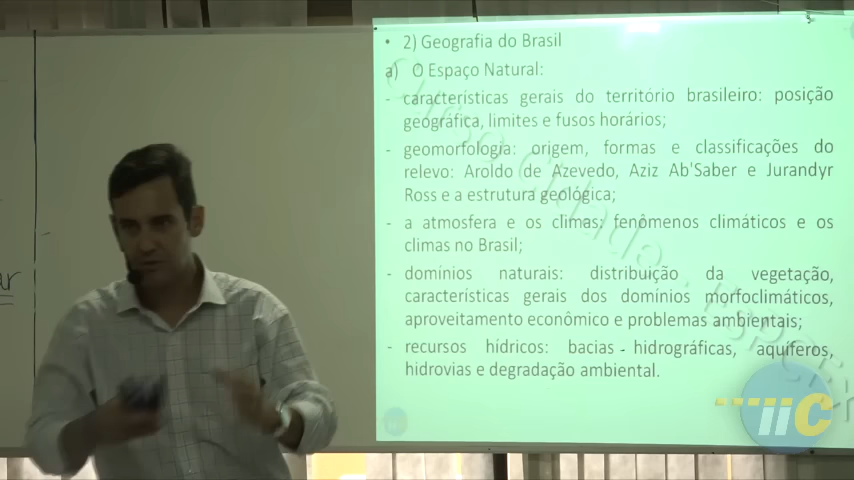 • 2) Geografia do Brasil
a) O Espaço Natural:
- características gerais do território brasileiro: posição
geográfica, limites e fusos horários;
- geomorfologia: origem, formas e classificações do
relevo: Aroldo de Azevedo, Aziz Ab'Saber e Jurandyr
Ross e a estrutura geológica;
- a atmosfera e os climas: fenômenos climáticos e os
climas no Brasil;
- domínios naturais: distribuição da vegetação,
características gerais dos domínios morfoclimáticos,
aproveitamento econômico e problemas ambientais;
- recursos hídricos: bacias - hidrográficas, aquíferos,
hidrovias e degradação ambiental.
iiC